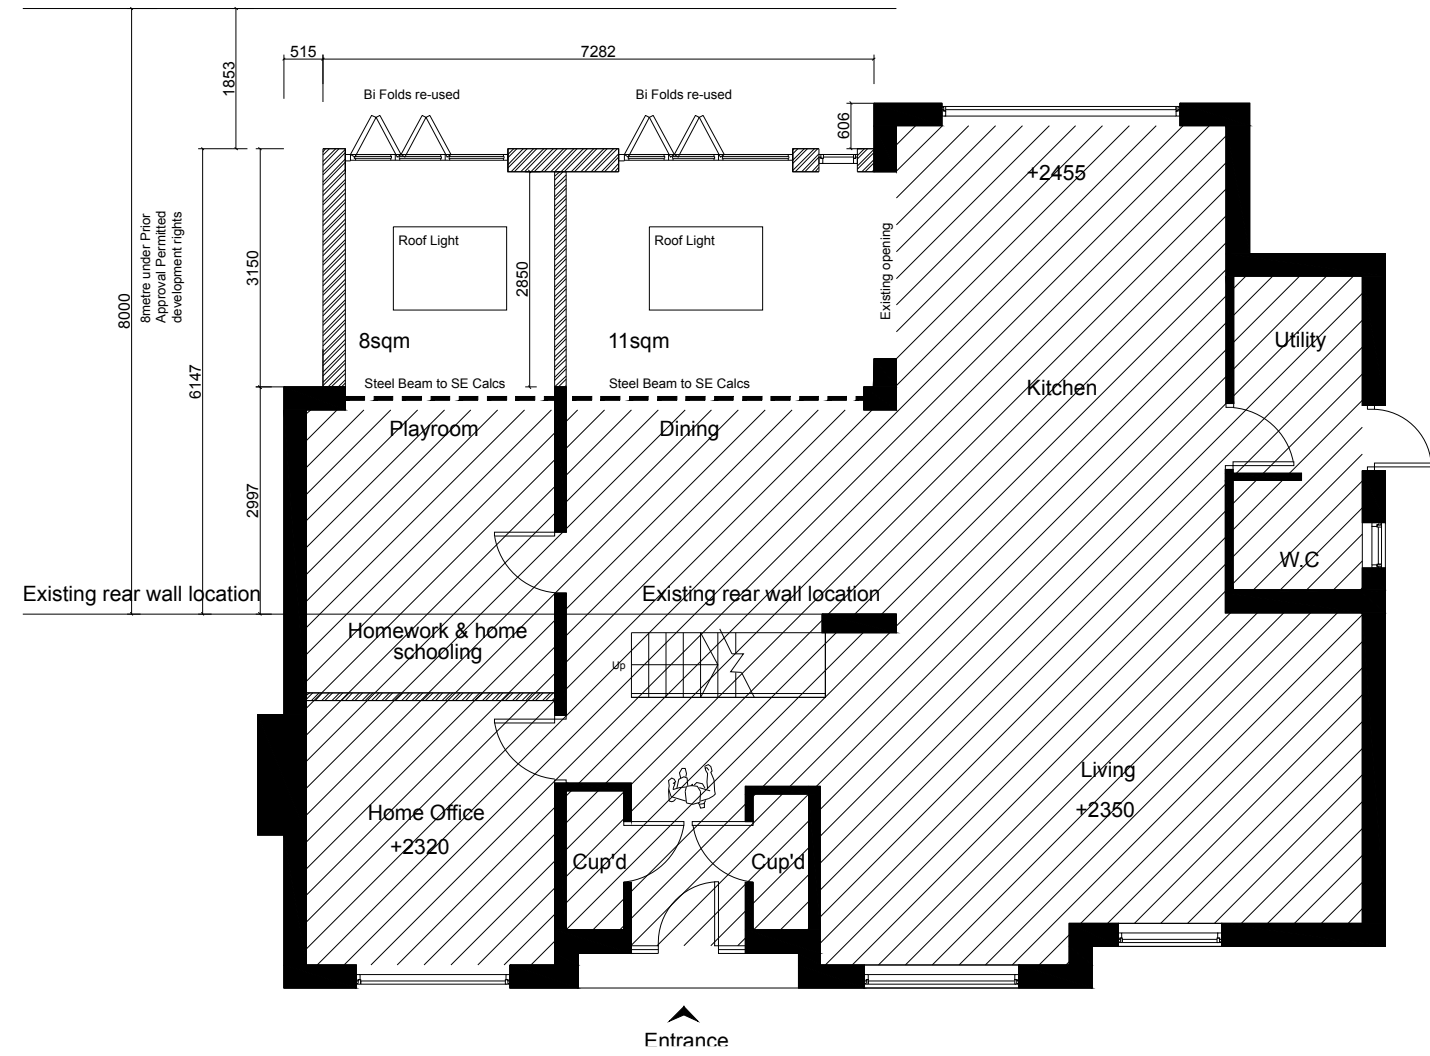 515
7282
1853
Bi Folds re-used
Bi Folds re-used
606
+2455
8metre under Prior
Approval Permitted
development rights
8000
6147
3150
Roof Light
2850
Roof Light
Existing opening
8sqm
11sqm
Utility
Steel Beam to SE Calcs
Steel Beam to SE Calcs
Kitchen
Playroom
Dining
2997
W.C
Existing rear wall location
Existing rear wall location
Homework & home
schooling
Up
Living
+2350
Home Office
+2320
Cup'd
Cup'd
Entrance